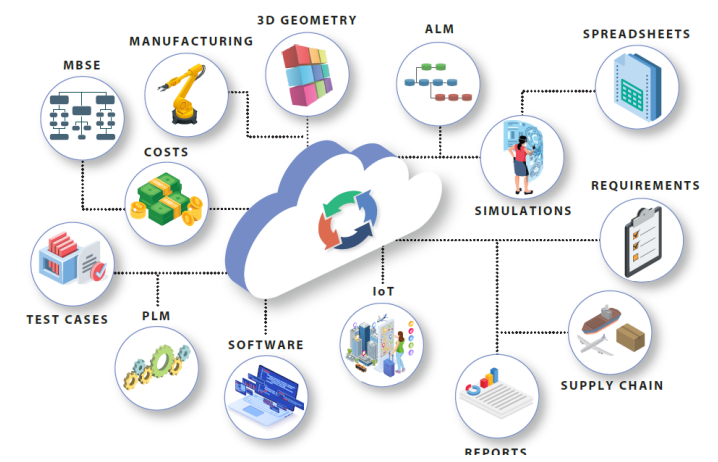 3D GEOMETRY
MANUFACTURING
ALM
SPREADSHEETS
MBSE
COSTS
REQUIREMENTS
SIMULATIONS
IoT
TEST CASES
PLM
SOFTWARE
SUPPLY CHAIN
REPORTS